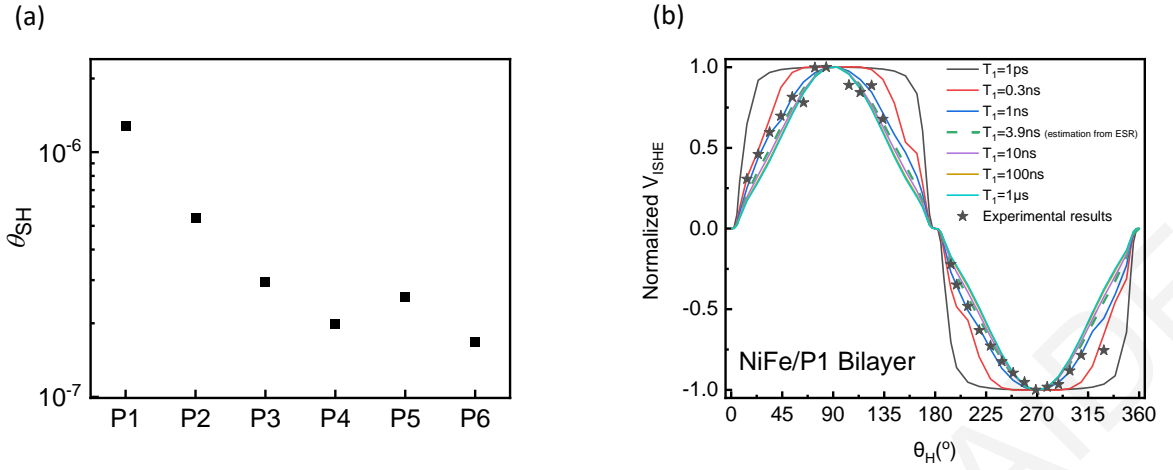 (a)
10⁻⁶
10⁻⁷
θSH
P1 P2 P3 P4 P5 P6
(b)
1.0
0.5
0.0
-0.5
-1.0
Normalized VISHE
T₁=1ps
T₁=0.3ns
T₁=1ns
T₁=3.9ns (estimation from ESR)
T₁=10ns
T₁=100ns
T₁=1μs
Experimental results
NiFe/P1 Bilayer
0 45 90 135 180 225 270 315 360
θH(º)